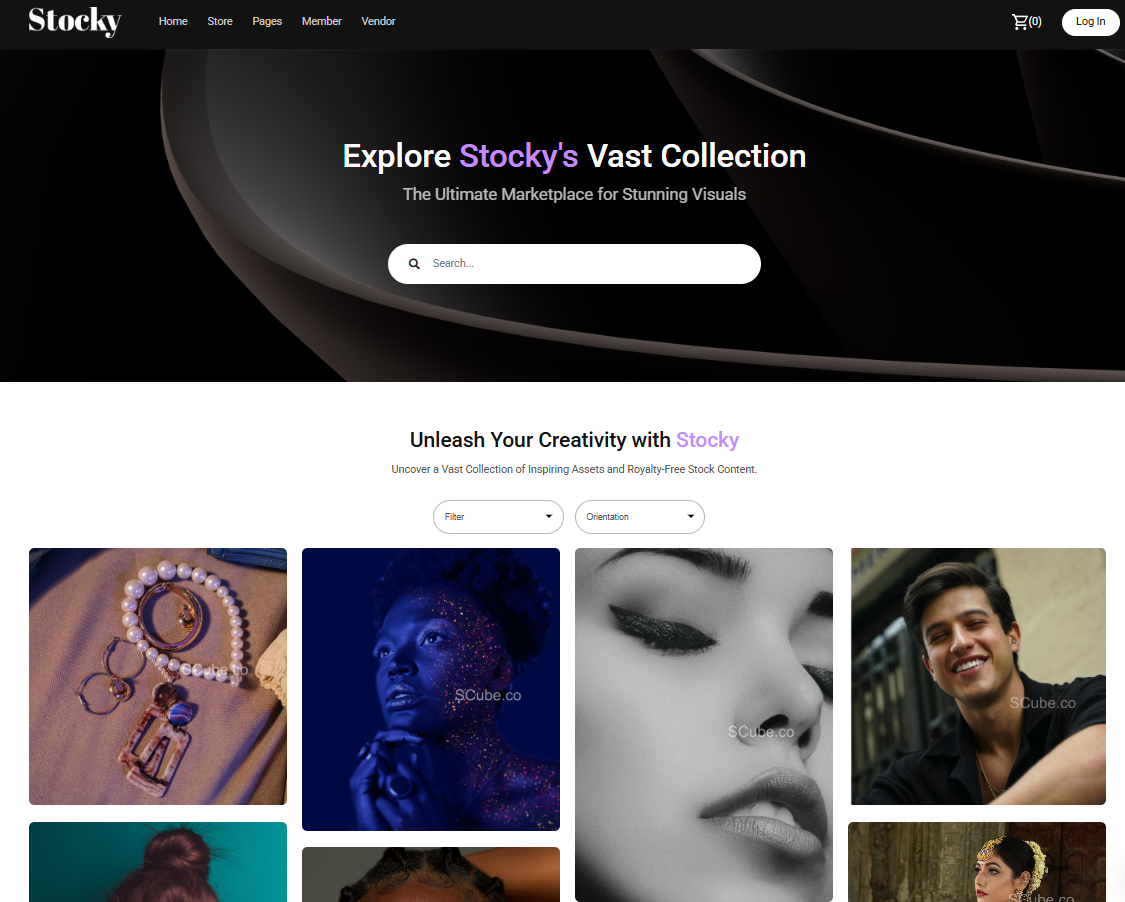 Stocky
Home Store Pages Member Vendor
(0)
Log In
Explore Stocky's Vast Collection
The Ultimate Marketplace for Stunning Visuals
Search...
Unleash Your Creativity with Stocky
Uncover a Vast Collection of Inspiring Assets and Royalty-Free Stock Content.
Filter
Orientation
SCube.co
SCube.co
SCube.co
SCube.co
SCube.co